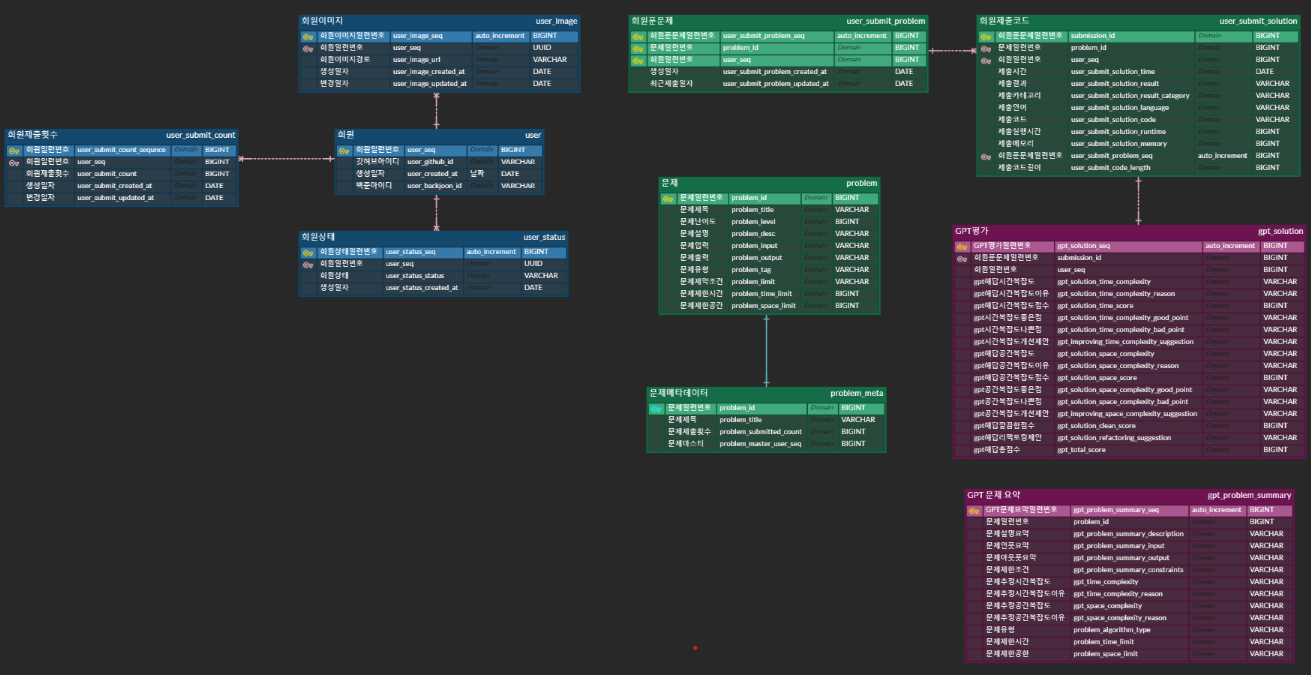 회원이미지 user_image
회원이미지일련번호 user_image_seq auto_increment BIGINT
회원일련번호 user_seq Domain UUID
회원이미지경로 user_image_url Domain VARCHAR
생성일자 user_image_created_at Domain DATE
변경일자 user_image_updated_at Domain DATE
회원제출횟수 user_submit_count
회원일련번호 user_submit_count_sequnce Domain BIGINT
회원일련번호 user_seq Domain BIGINT
회원제출횟수 user_submit_count Domain BIGINT
생성일자 user_submit_created_at Domain DATE
변경일자 user_submit_updated_at Domain DATE
회원 user
회원일련번호 user_seq Domain BIGINT
깃허브아이디 user_github_id Domain VARCHAR
생성일자 user_created_at 날짜 DATE
백준아이디 user_backjoon_id Domain VARCHAR
회원상태 user_status
회원상태일련번호 user_status_seq auto_increment BIGINT
회원일련번호 user_seq Domain UUID
회원상태 user_status_status Domain VARCHAR
생성일자 user_status_created_at Domain DATE
회원푼문제 user_submit_problem
회원푼문제일련번호 user_submit_problem_seq auto_increment BIGINT
문제일련번호 problem_id Domain BIGINT
회원일련번호 user_seq Domain BIGINT
생성일자 user_submit_problem_created_at Domain DATE
최근제출일자 user_submit_problem_updated_at Domain DATE
회원제출코드 user_submit_solution
회원푼문제일련번호 submission_id Domain BIGINT
문제일련번호 problem_id Domain BIGINT
회원일련번호 user_seq Domain BIGINT
제출시간 user_submit_solution_time Domain DATE
제출결과 user_submit_solution_result Domain VARCHAR
제출카테고리 user_submit_solution_result_category Domain VARCHAR
제출언어 user_submit_solution_language Domain VARCHAR
제출코드 user_submit_solution_code Domain VARCHAR
제출실행시간 user_submit_solution_runtime Domain BIGINT
제출메모리 user_submit_solution_memory Domain BIGINT
회원푼문제일련번호 user_submit_problem_seq auto_increment BIGINT
제출코드길이 user_submit_code_length Domain BIGINT
문제 problem
문제일련번호 problem_id Domain BIGINT
문제제목 problem_title Domain VARCHAR
문제난이도 problem_level Domain BIGINT
문제설명 problem_desc Domain VARCHAR
문제입력 problem_input Domain VARCHAR
문제출력 problem_output Domain VARCHAR
문제유형 problem_tag Domain VARCHAR
문제제약조건 problem_limit Domain VARCHAR
문제제한시간 problem_time_limit Domain BIGINT
문제제한공간 problem_space_limit Domain BIGINT
문제메타데이터 problem_meta
문제일련번호 problem_id Domain BIGINT
문제제목 problem_title Domain VARCHAR
문제제출횟수 problem_submitted_count Domain BIGINT
문제마스터 problem_master_user_seq Domain BIGINT
GPT평가 gpt_solution
GPT평가일련번호 gpt_solution_seq auto_increment BIGINT
회원푼문제일련번호 submission_id Domain BIGINT
회원일련번호 user_seq Domain BIGINT
gpt해답시간복잡도 gpt_solution_time_complexity Domain VARCHAR
gpt해답시간복잡도이유 gpt_solution_time_complexity_reason Domain VARCHAR
gpt해답시간복잡도점수 gpt_solution_time_score Domain BIGINT
gpt시간복잡도좋은점 gpt_solution_time_complexity_good_point Domain VARCHAR
gpt시간복잡도나쁜점 gpt_solution_time_complexity_bad_point Domain VARCHAR
gpt시간복잡도개선제안 gpt_improving_time_complexity_suggestion Domain VARCHAR
gpt해답공간복잡도 gpt_solution_space_complexity Domain VARCHAR
gpt해답공간복잡도이유 gpt_solution_space_complexity_reason Domain VARCHAR
gpt해답공간복잡도점수 gpt_solution_space_score Domain BIGINT
gpt공간복잡도좋은점 gpt_solution_space_complexity_good_point Domain VARCHAR
gpt공간복잡도나쁜점 gpt_solution_space_complexity_bad_point Domain VARCHAR
gpt공간복잡도개선제안 gpt_improving_space_complexity_suggestion Domain VARCHAR
gpt해답깔끔한점수 gpt_solution_clean_score Domain BIGINT
gpt해답리팩토링제안 gpt_solution_refactoring_suggestion Domain VARCHAR
gpt해답총점수 gpt_total_score Domain BIGINT
GPT 문제 요약 gpt_problem_summary
GPT문제요약일련번호 gpt_problem_summary_seq auto_increment BIGINT
문제일련번호 problem_id Domain BIGINT
문제설명요약 gpt_problem_summary_description Domain VARCHAR
문제인풋요약 gpt_problem_summary_input Domain VARCHAR
문제아웃풋요약 gpt_problem_summary_output Domain VARCHAR
문제제한조건 gpt_problem_summary_constraints Domain VARCHAR
문제추정시간복잡도 gpt_time_complexity Domain VARCHAR
문제추정시간복잡도이유 gpt_time_complexity_reason Domain VARCHAR
문제추정공간복잡도 gpt_space_complexity Domain VARCHAR
문제추정공간복잡도이유 gpt_space_complexity_reason Domain VARCHAR
문제유형 problem_algorithm_type Domain VARCHAR
문제제한시간 problem_time_limit Domain VARCHAR
문제제한공한 problem_space_limit Domain VARCHAR